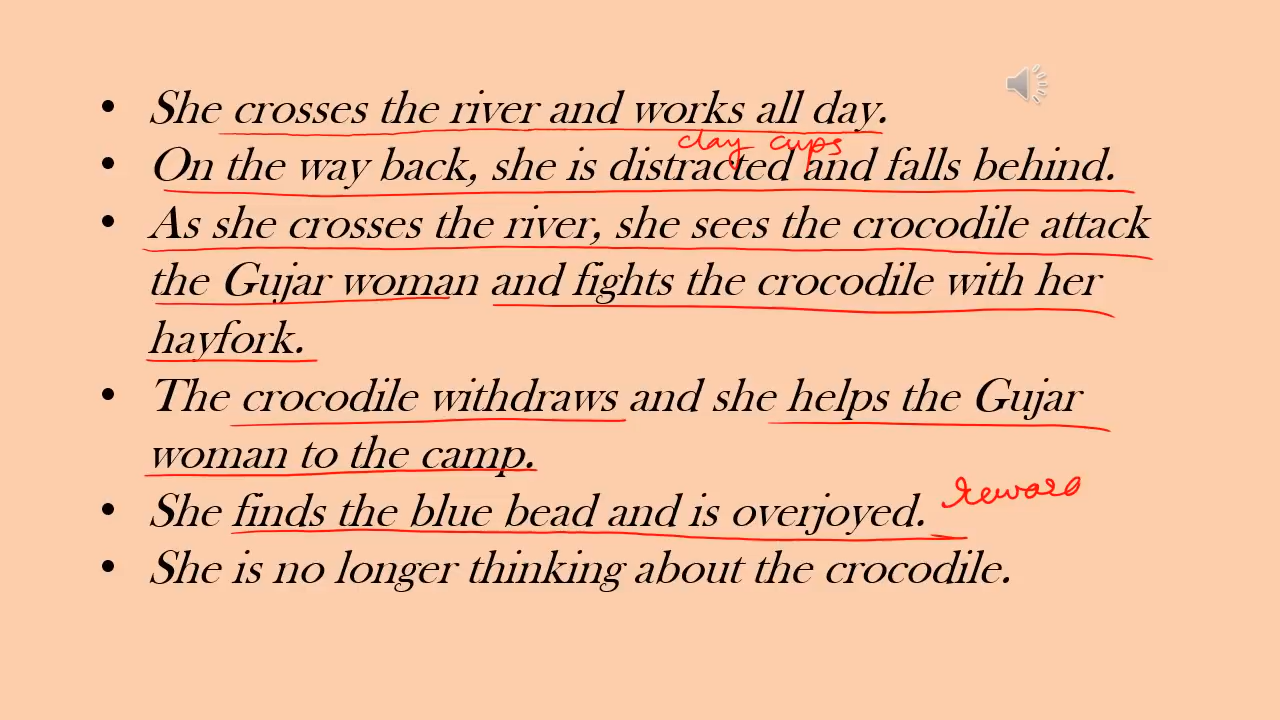 • She crosses the river and works all day.
clay cups
• On the way back, she is distracted and falls behind.
• As she crosses the river, she sees the crocodile attack
the Gujar woman and fights the crocodile with her
hayfork.
• The crocodile withdraws and she helps the Gujar
woman to the camp.
reward
• She finds the blue bead and is overjoyed.
• She is no longer thinking about the crocodile.